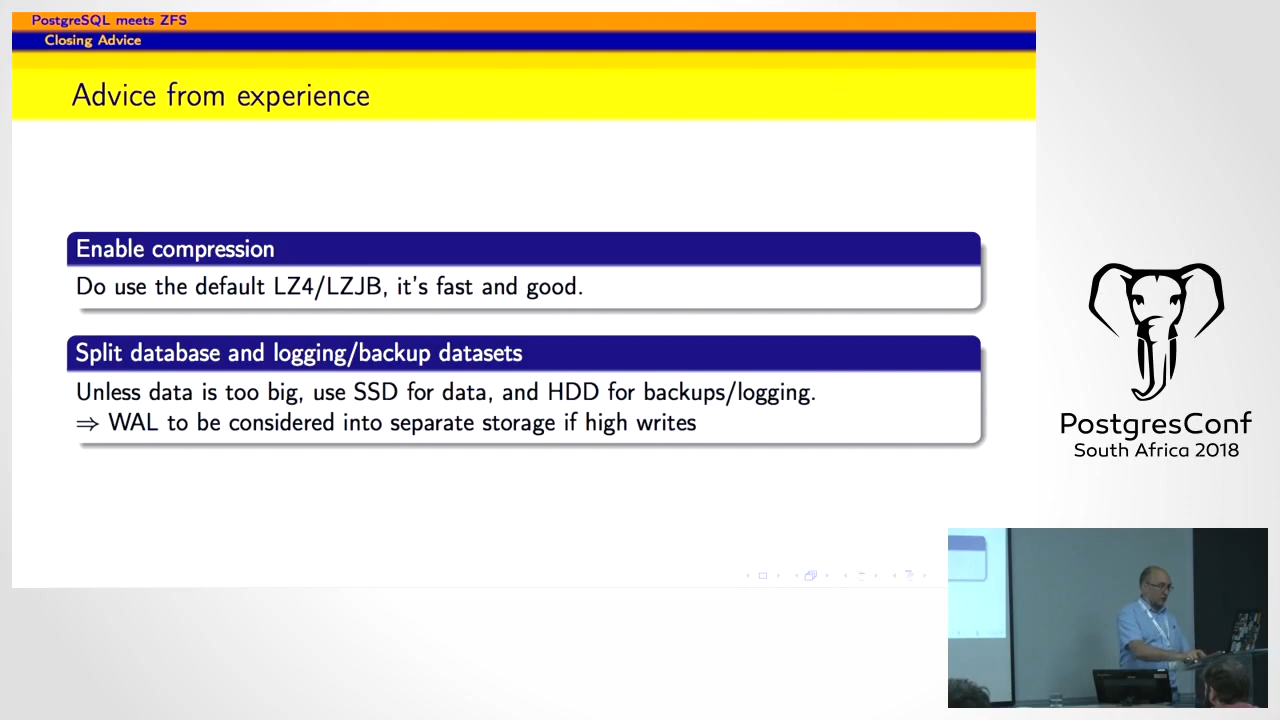 PostgreSQL meets ZFS
Closing Advice
Advice from experience
Enable compression
Do use the default LZ4/LZJB, it's fast and good.
Split database and logging/backup datasets
Unless data is too big, use SSD for data, and HDD for backups/logging.
⇒ WAL to be considered into separate storage if high writes
PostgresConf
South Africa 2018